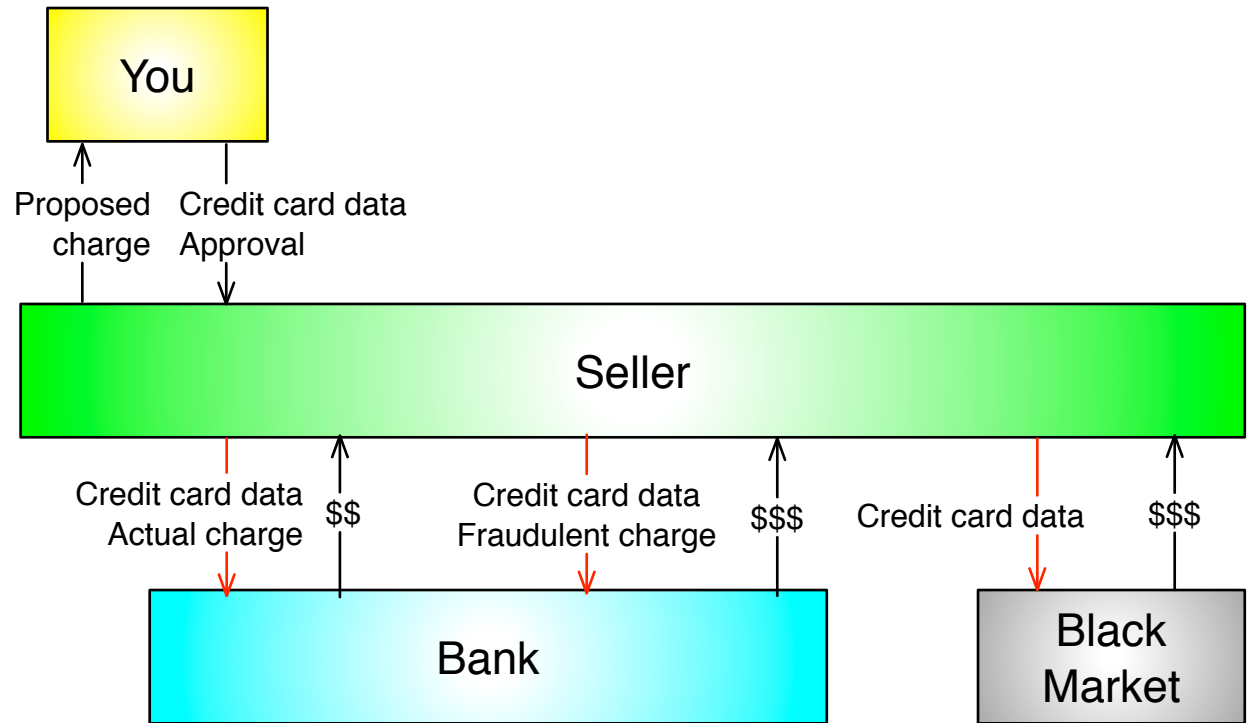 You
Proposed
charge
Credit card data
Approval
Seller
Credit card data
Actual charge
$$
Credit card data
Fraudulent charge
$$$
Credit card data
$$$
Bank
Black
Market